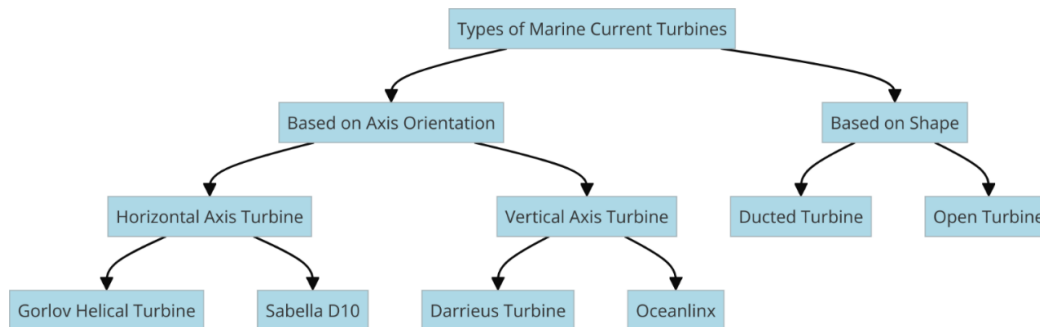 Types of Marine Current Turbines
Based on Axis Orientation
Based on Shape
Horizontal Axis Turbine
Vertical Axis Turbine
Ducted Turbine
Open Turbine
Gorlov Helical Turbine
Sabella D10
Darrieus Turbine
Oceanlinx